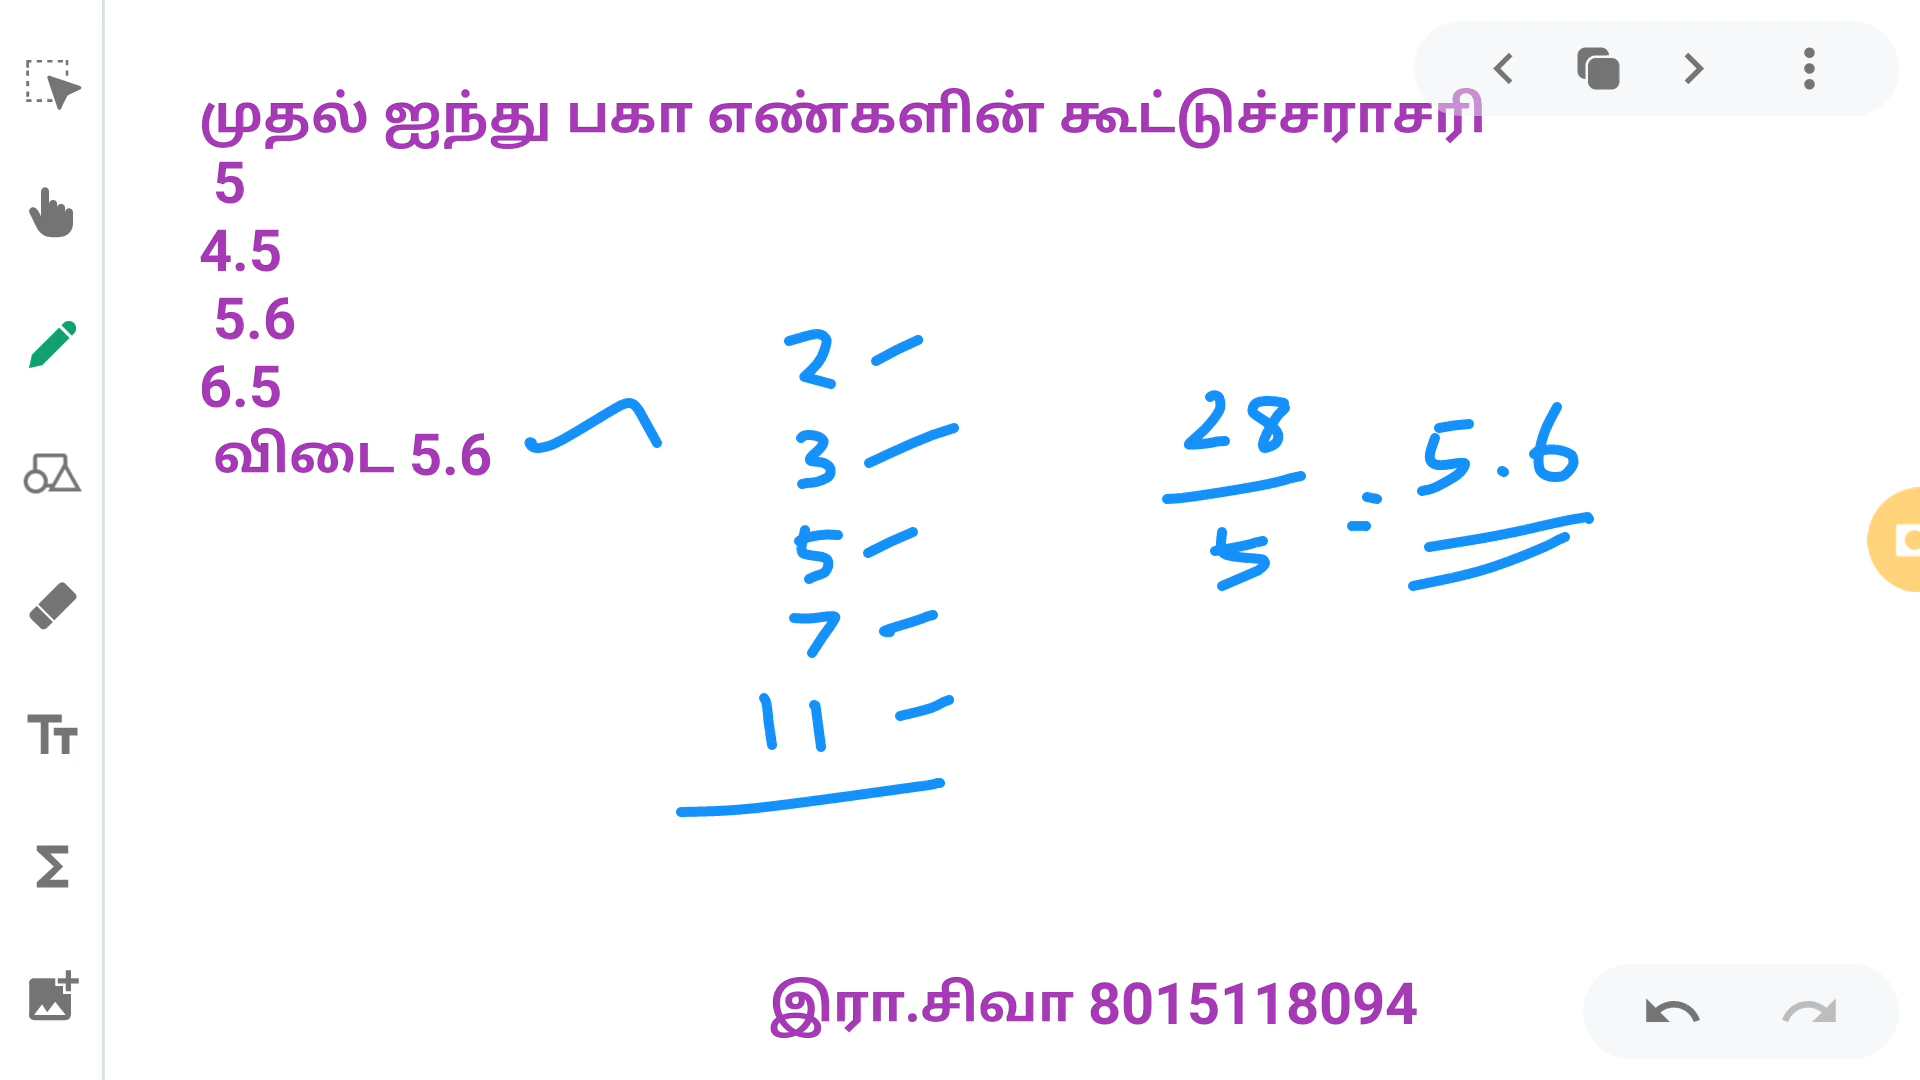 முதல் ஐந்து பகா எண்களின் கூட்டுச்சராசரி
5
4.5
5.6
6.5
விடை 5.6
2 –
3 –
5 –
7 –
11 –
28
5
= 5.6
Tт
Σ
இரா.சிவா 8015118094